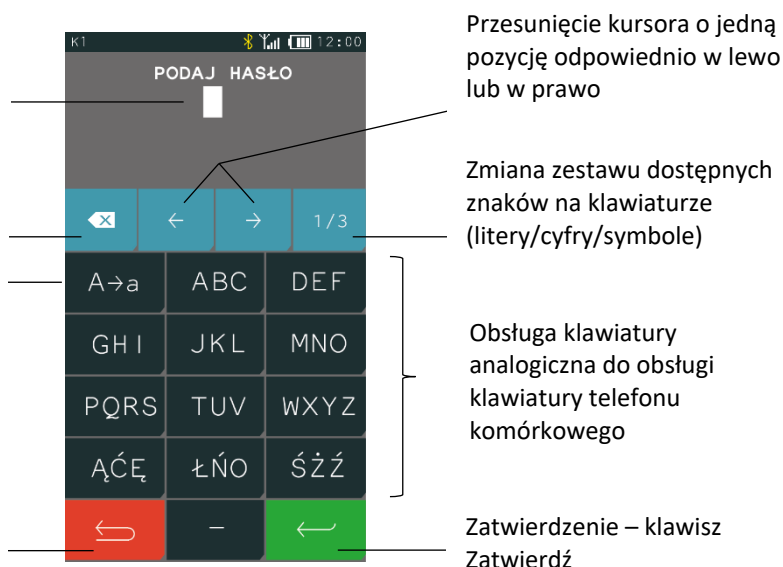 K1 12:00
PODAJ HASŁO
← → 1/3
A→a ABC DEF
GHI JKL MNO
PQRS TUV WXYZ
ĄĆĘ ŁŃO ŚŻŹ
–
Przesunięcie kursora o jedną
pozycję odpowiednio w lewo
lub w prawo
Zmiana zestawu dostępnych
znaków na klawiaturze
(litery/cyfry/symbole)
Obsługa klawiatury
analogiczna do obsługi
klawiatury telefonu
komórkowego
Zatwierdzenie – klawisz
Zatwierdź